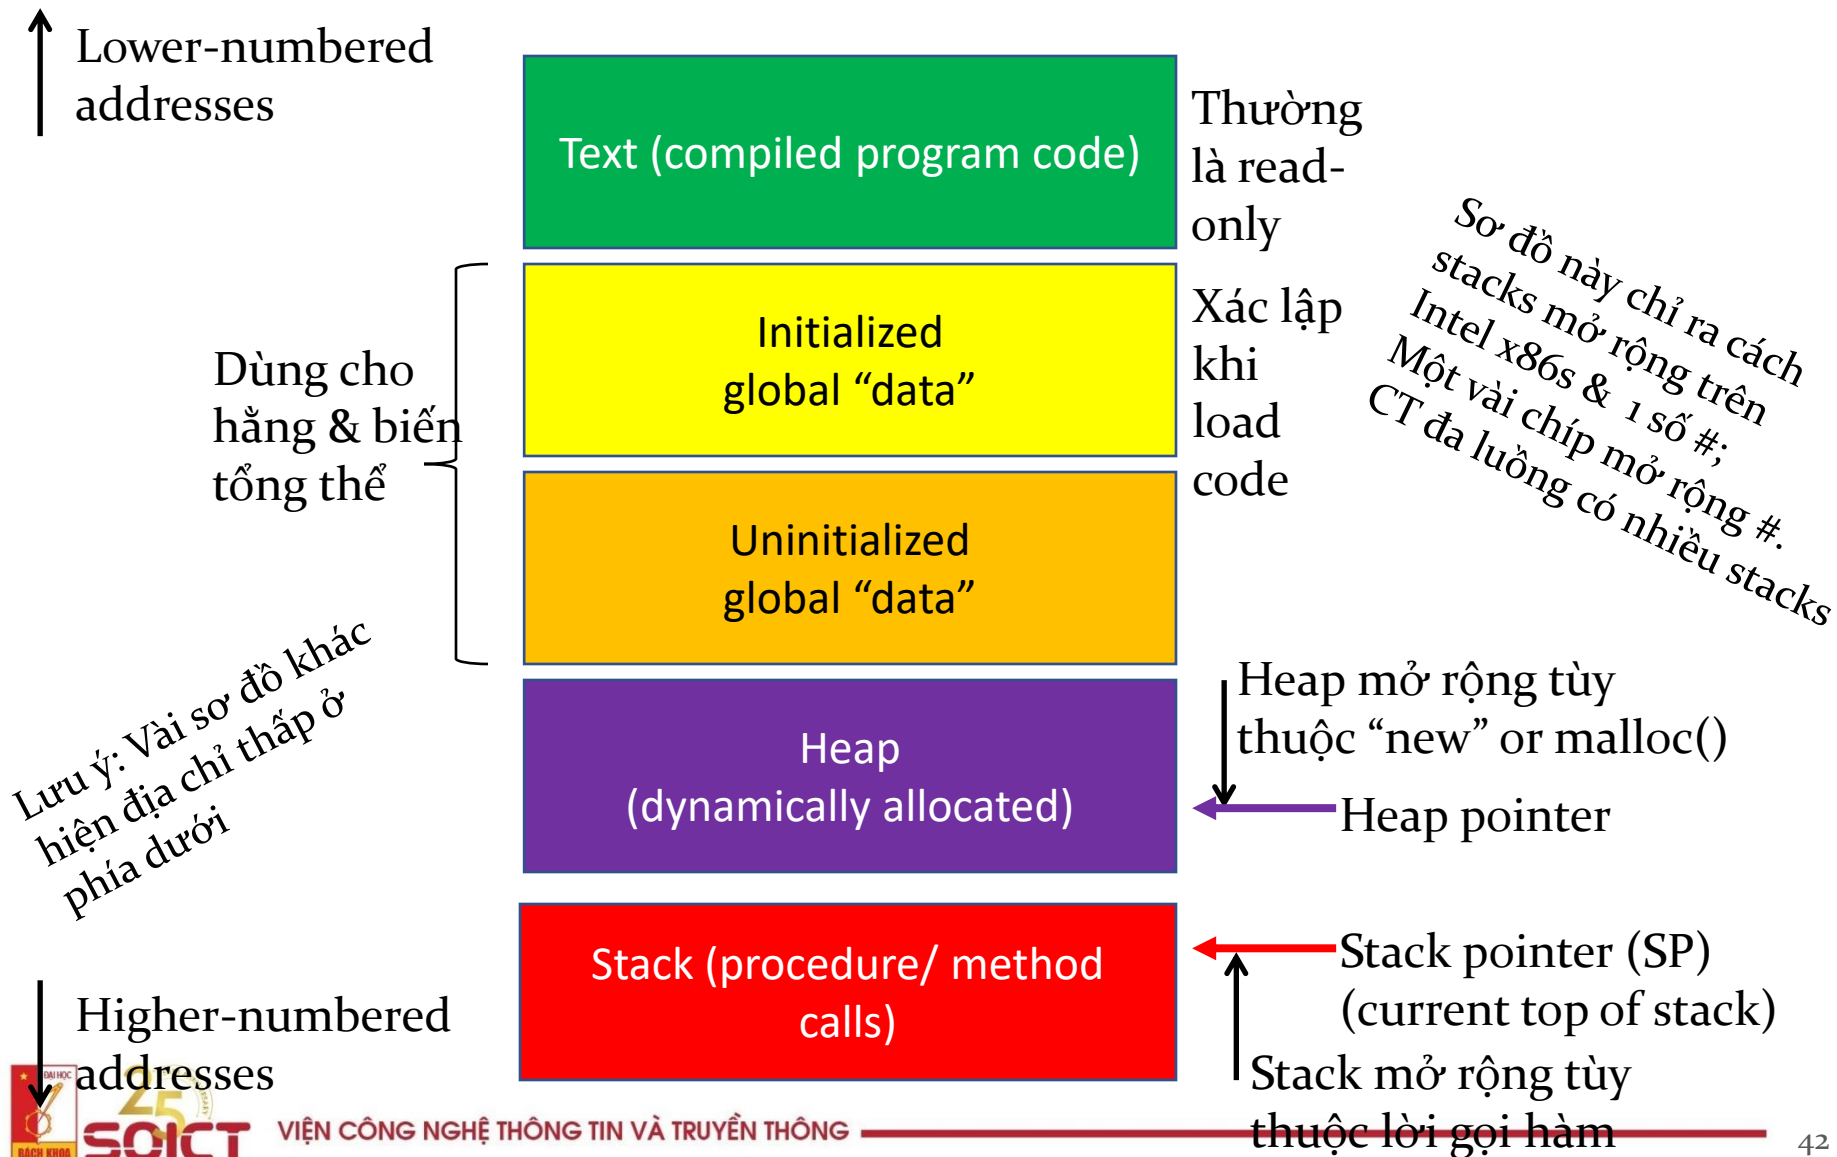 Lower-numbered
addresses
Text (compiled program code)
Thường
là read-
only
Initialized
global “data”
Xác lập
khi
load
code
Dùng cho
hằng & biến
tổng thể
Uninitialized
global “data”
Sơ đồ này chỉ ra cách
stacks mở rộng trên
Intel x86s & 1 số #;
Một vài chíp mở rộng #.
CT đa luồng có nhiều stacks
Lưu ý: Vài sơ đồ khác
hiện địa chỉ thấp ở
phía dưới
Heap
(dynamically allocated)
Heap mở rộng tùy
thuộc “new” or malloc()
Heap pointer
Stack (procedure/ method
calls)
Stack pointer (SP)
(current top of stack)
Stack mở rộng tùy
thuộc lời gọi hàm
Higher-numbered
addresses
ĐẠI HỌC
BÁCH KHOA
25
SOICT
VIỆN CÔNG NGHỆ THÔNG TIN VÀ TRUYỀN THÔNG
42